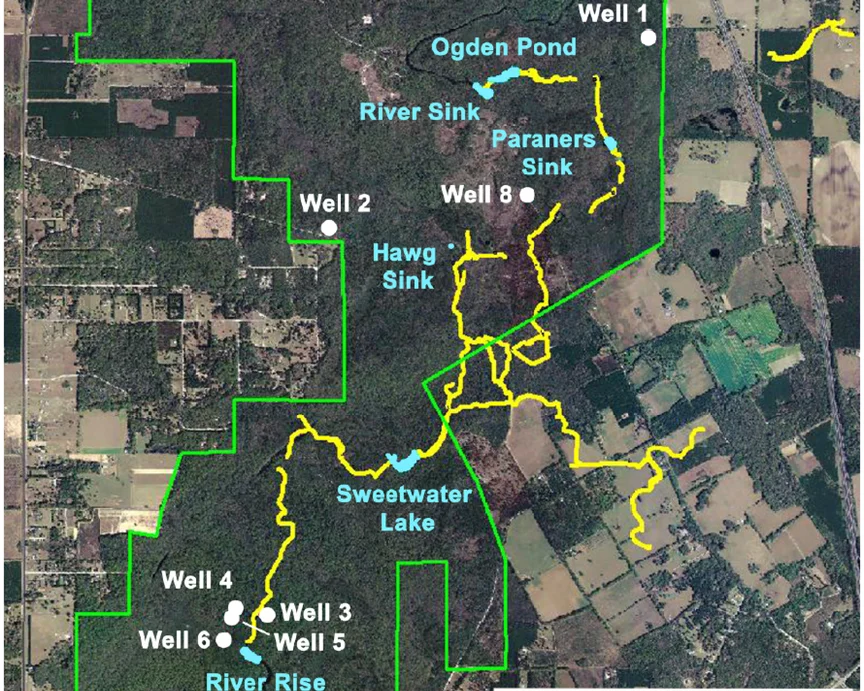 Well 1
Ogden Pond
River Sink
Paraners
Sink
Well 8
Well 2
Hawg
Sink
Sweetwater
Lake
Well 4
Well 3
Well 6
Well 5
River Rise